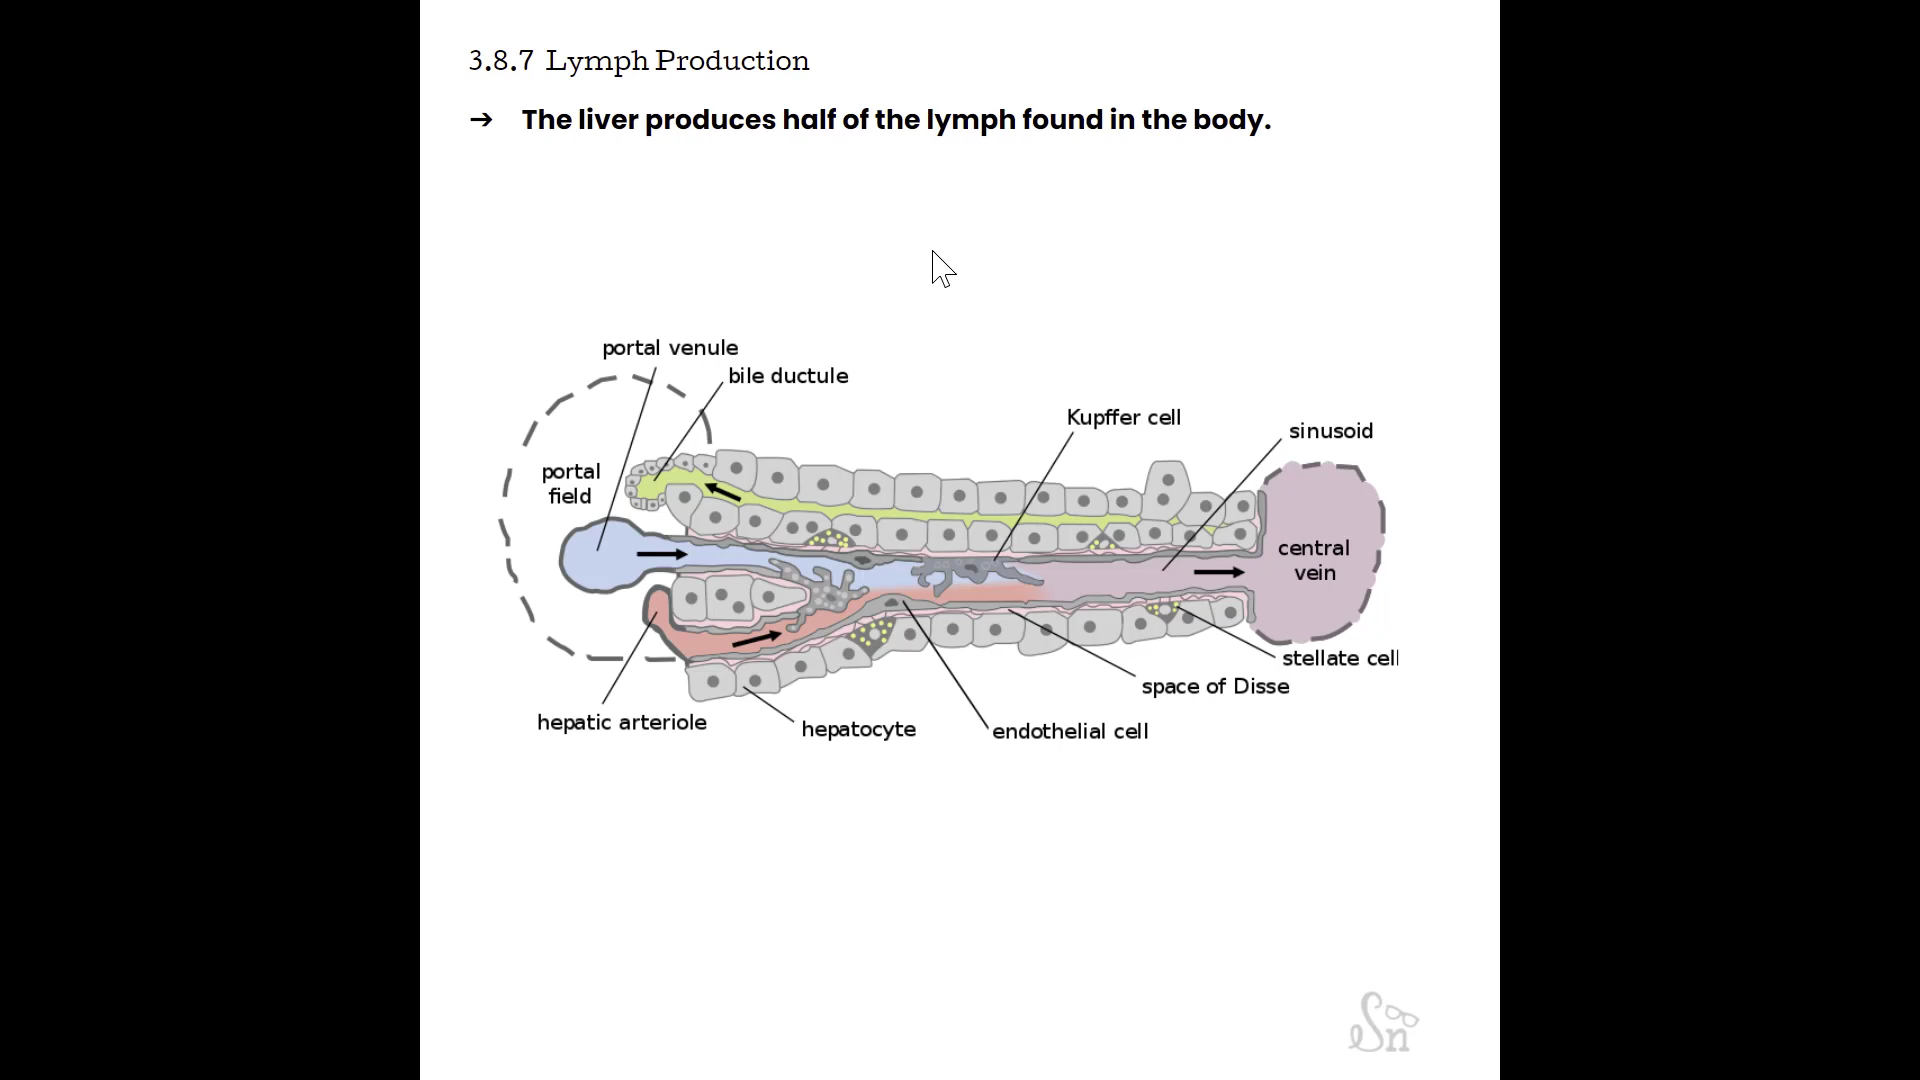 3.8.7 Lymph Production
➔ The liver produces half of the lymph found in the body.
portal venule
bile ductule
Kupffer cell
sinusoid
portal
field
central
vein
stellate cell
space of Disse
hepatic arteriole
hepatocyte
endothelial cell
eSn